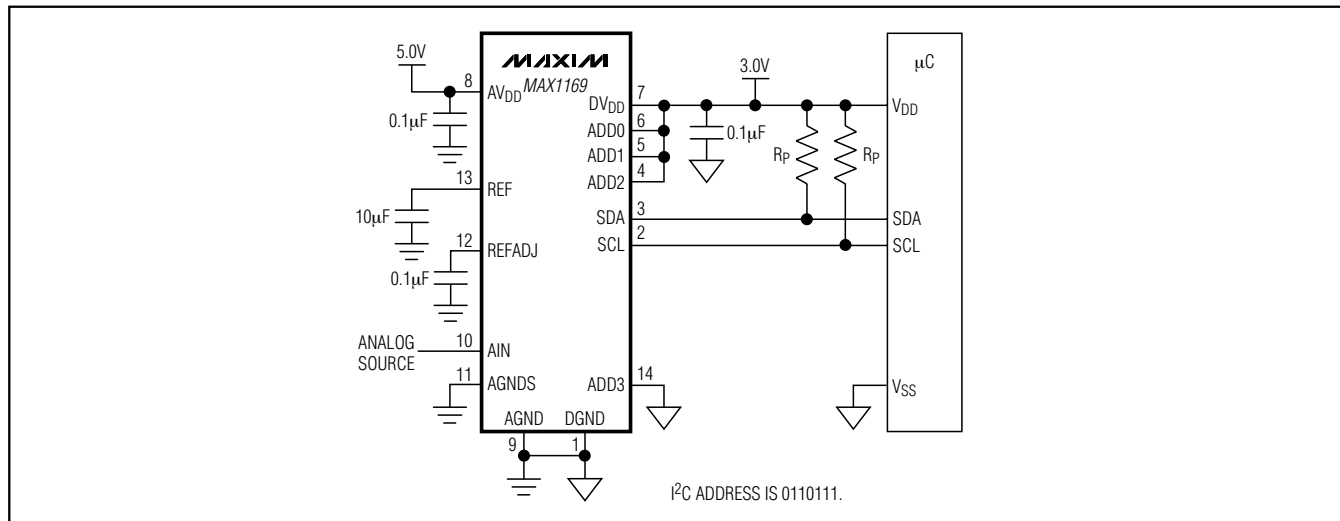 5.0V
MAXIM
MAX1169
3.0V
µC
8
AVDD
0.1µF
DVDD
7
ADD0
6
ADD1
5
ADD2
4
0.1µF
RP
RP
VDD
13
REF
10µF
SDA
3
SDA
SCL
2
SCL
12
REFADJ
0.1µF
ANALOG
SOURCE
10
AIN
11
AGNDS
ADD3
14
VSS
AGND
DGND
9
1
I²C ADDRESS IS 0110111.